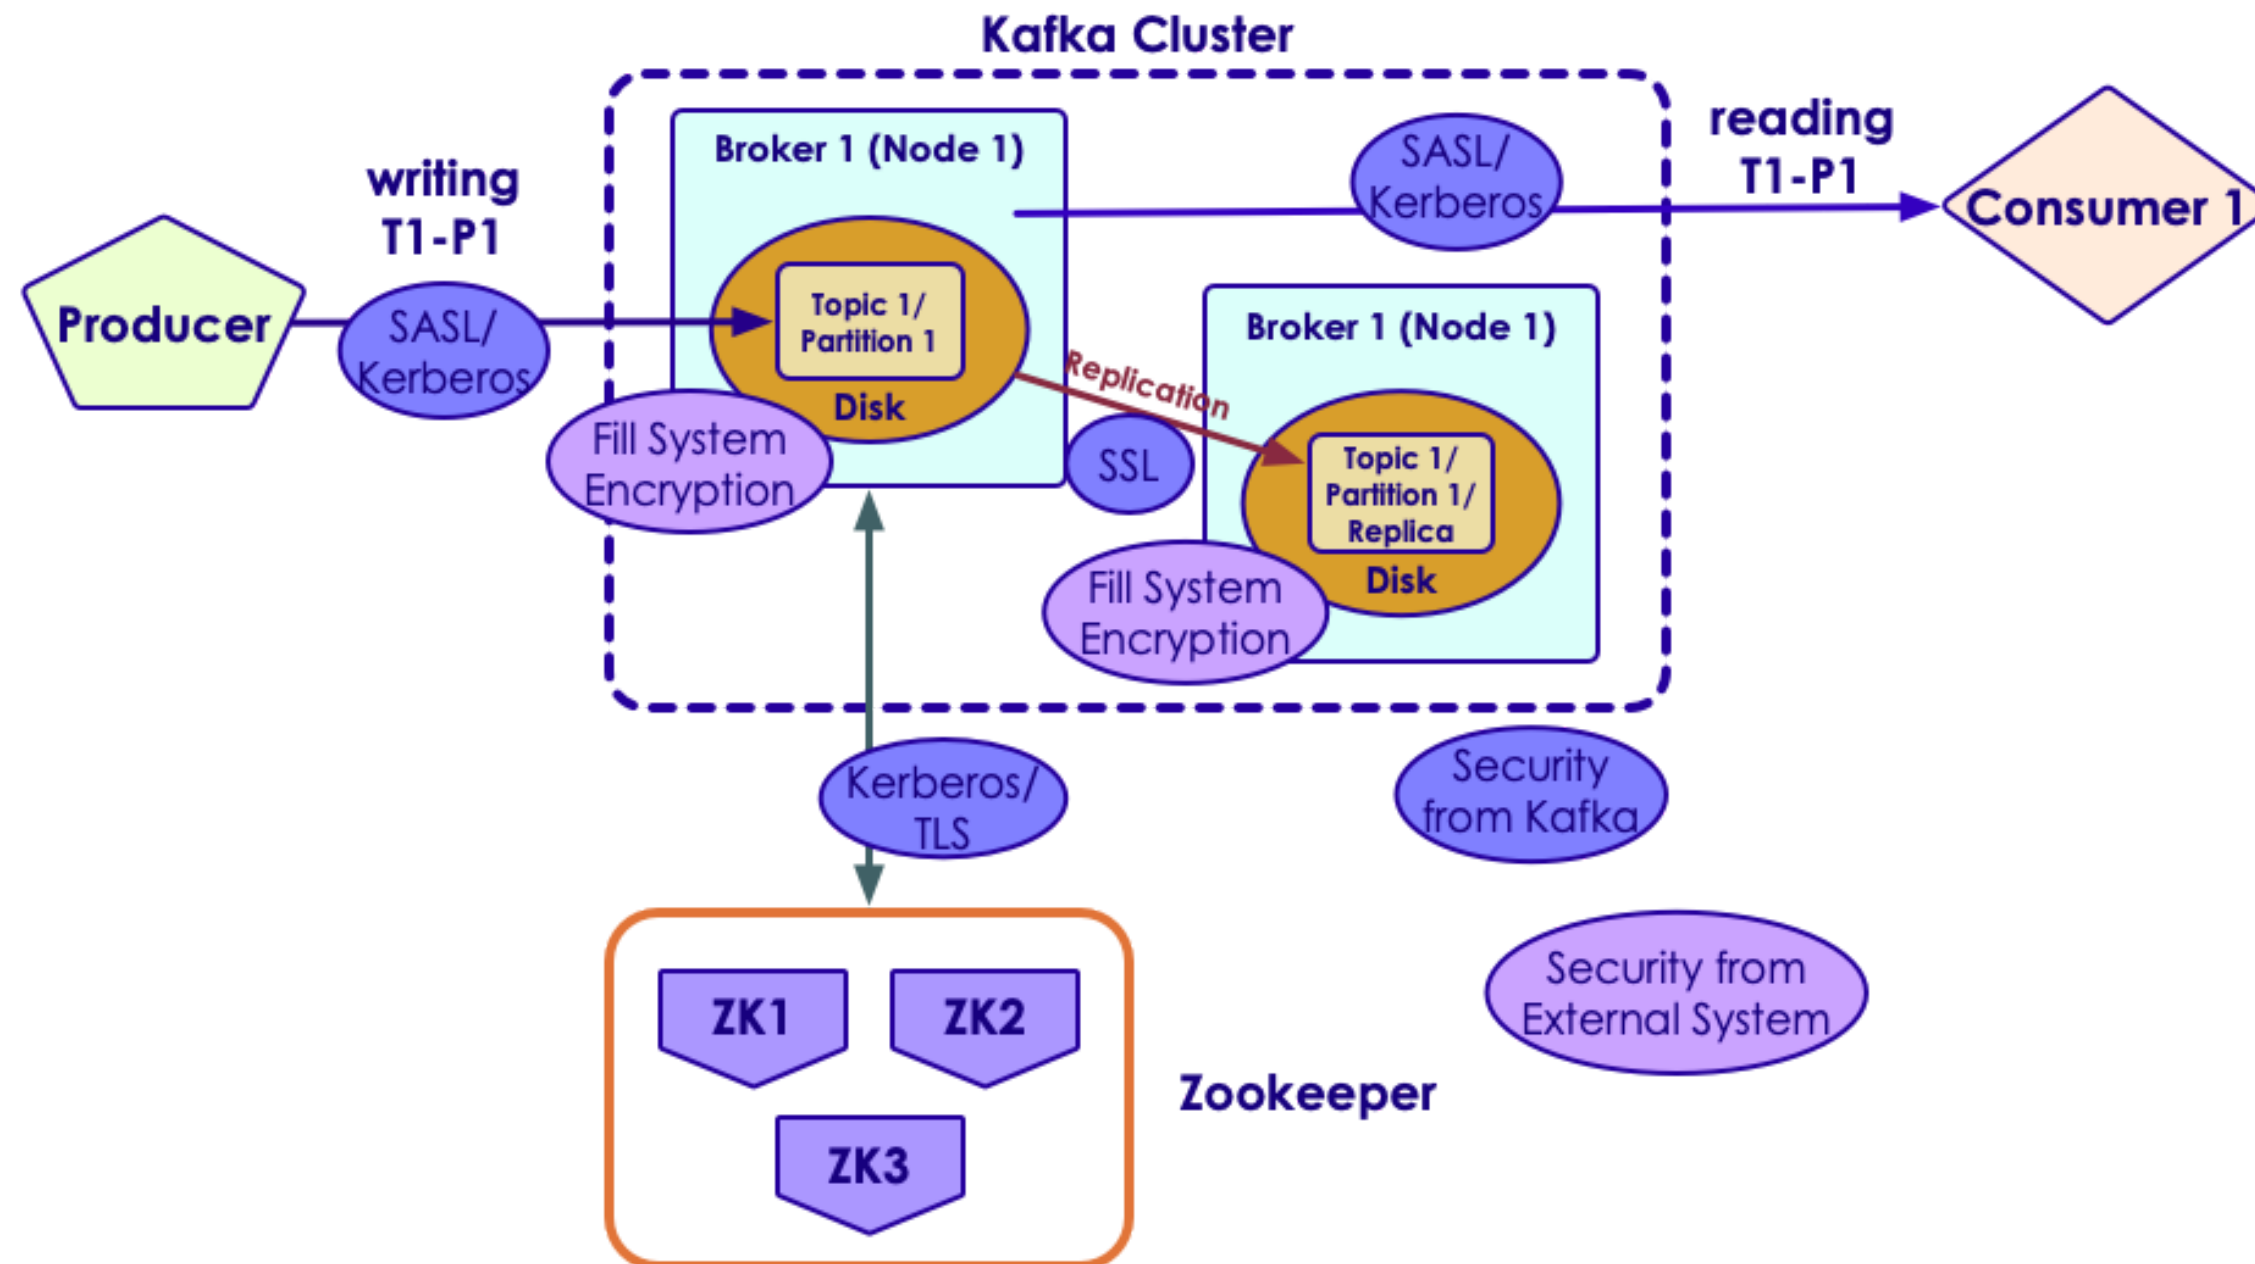 Kafka Cluster
Broker 1 (Node 1)
SASL/
Kerberos
reading
T1-P1
Consumer 1
writing
T1-P1
Producer
SASL/
Kerberos
Topic 1/
Partition 1
Disk
Fill System
Encryption
Replication
SSL
Broker 1 (Node 1)
Topic 1/
Partition 1/
Replica
Disk
Fill System
Encryption
Kerberos/
TLS
Security
from Kafka
Security from
External System
ZK1
ZK2
ZK3
Zookeeper